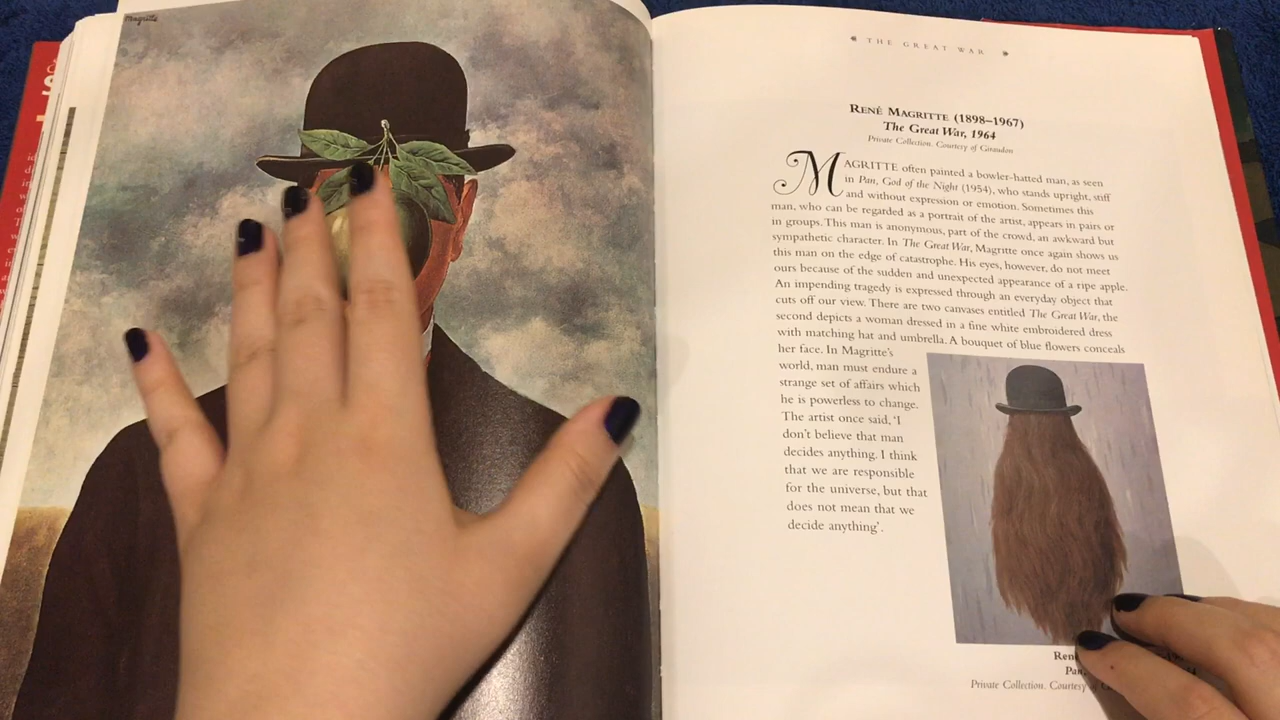 Magritte
THE GREAT WAR
RENÉ MAGRITTE (1898–1967)
The Great War, 1964
Private Collection. Courtesy of Giraudon
MAGRITTE often painted a bowler-hatted man, as seen
in Pan, God of the Night (1954), who stands upright, stiff
and without expression or emotion. Sometimes this
man, who can be regarded as a portrait of the artist, appears in pairs or
in groups. This man is anonymous, part of the crowd, an awkward but
sympathetic character. In The Great War, Magritte once again shows us
this man on the edge of catastrophe. His eyes, however, do not meet
ours because of the sudden and unexpected appearance of a ripe apple.
An impending tragedy is expressed through an everyday object that
cuts off our view. There are two canvases entitled The Great War, the
second depicts a woman dressed in a fine white embroidered dress
with matching hat and umbrella. A bouquet of blue flowers conceals
her face. In Magritte's
world, man must endure a
strange set of affairs which
he is powerless to change.
The artist once said, 'I
don't believe that man
decides anything. I think
that we are responsible
for the universe, but that
does not mean that we
decide anything'.
Private Collection. Courtesy